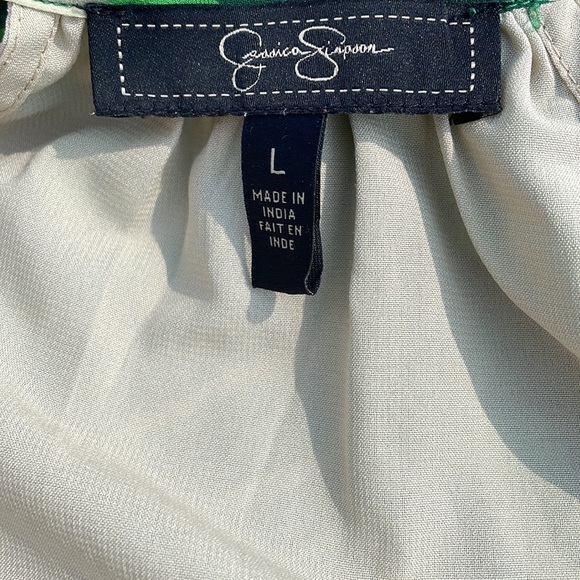 Jessica Simpson
L
MADE IN
INDIA
FAIT EN
INDE